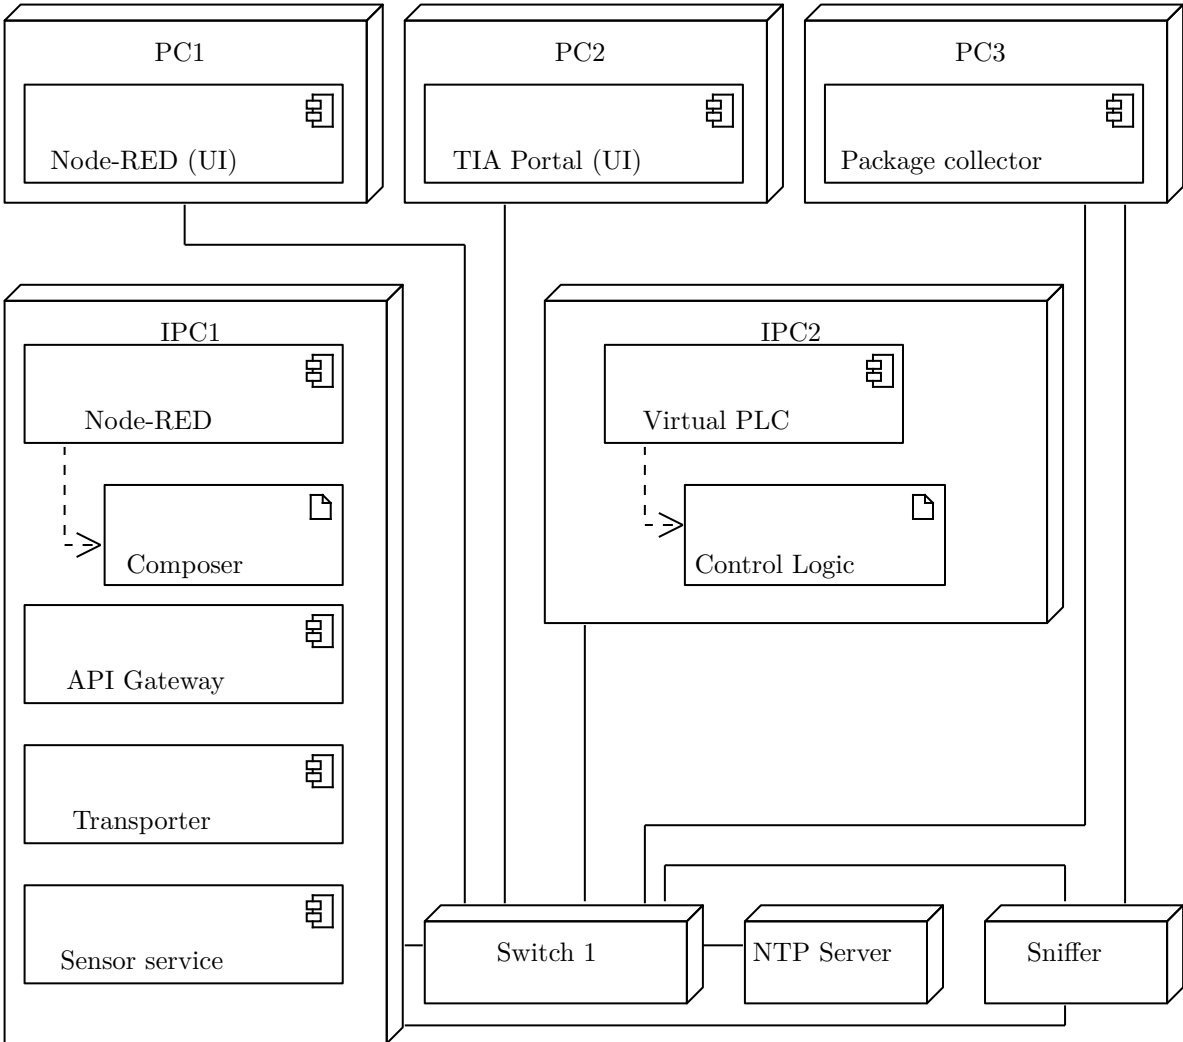 PC1
PC2
PC3
Node-RED (UI)
TIA Portal (UI)
Package collector
IPC1
IPC2
Node-RED
Virtual PLC
Composer
Control Logic
API Gateway
Transporter
Sensor service
Switch 1
NTP Server
Sniffer